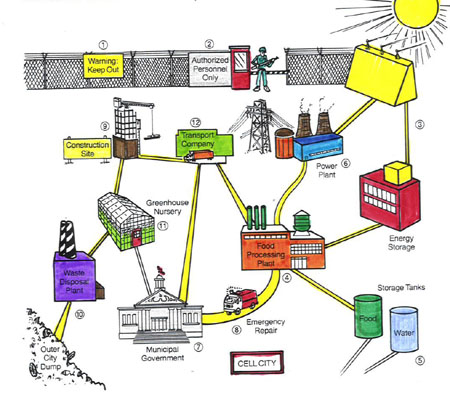 ①
Warning:
Keep Out
②
Authorized
Personnel
Only
③
⑨
Construction
Site
⑫
Transport
Company
Power
Plant
⑥
Greenhouse
Nursery
⑪
Food
Processing
Plant
④
Energy
Storage
Waste
Disposal
Plant
⑩
Storage Tanks
Food
Water
⑤
Emergency
Repair
⑧
Municipal
Government
⑦
Outer
City
Dump
CELL CITY